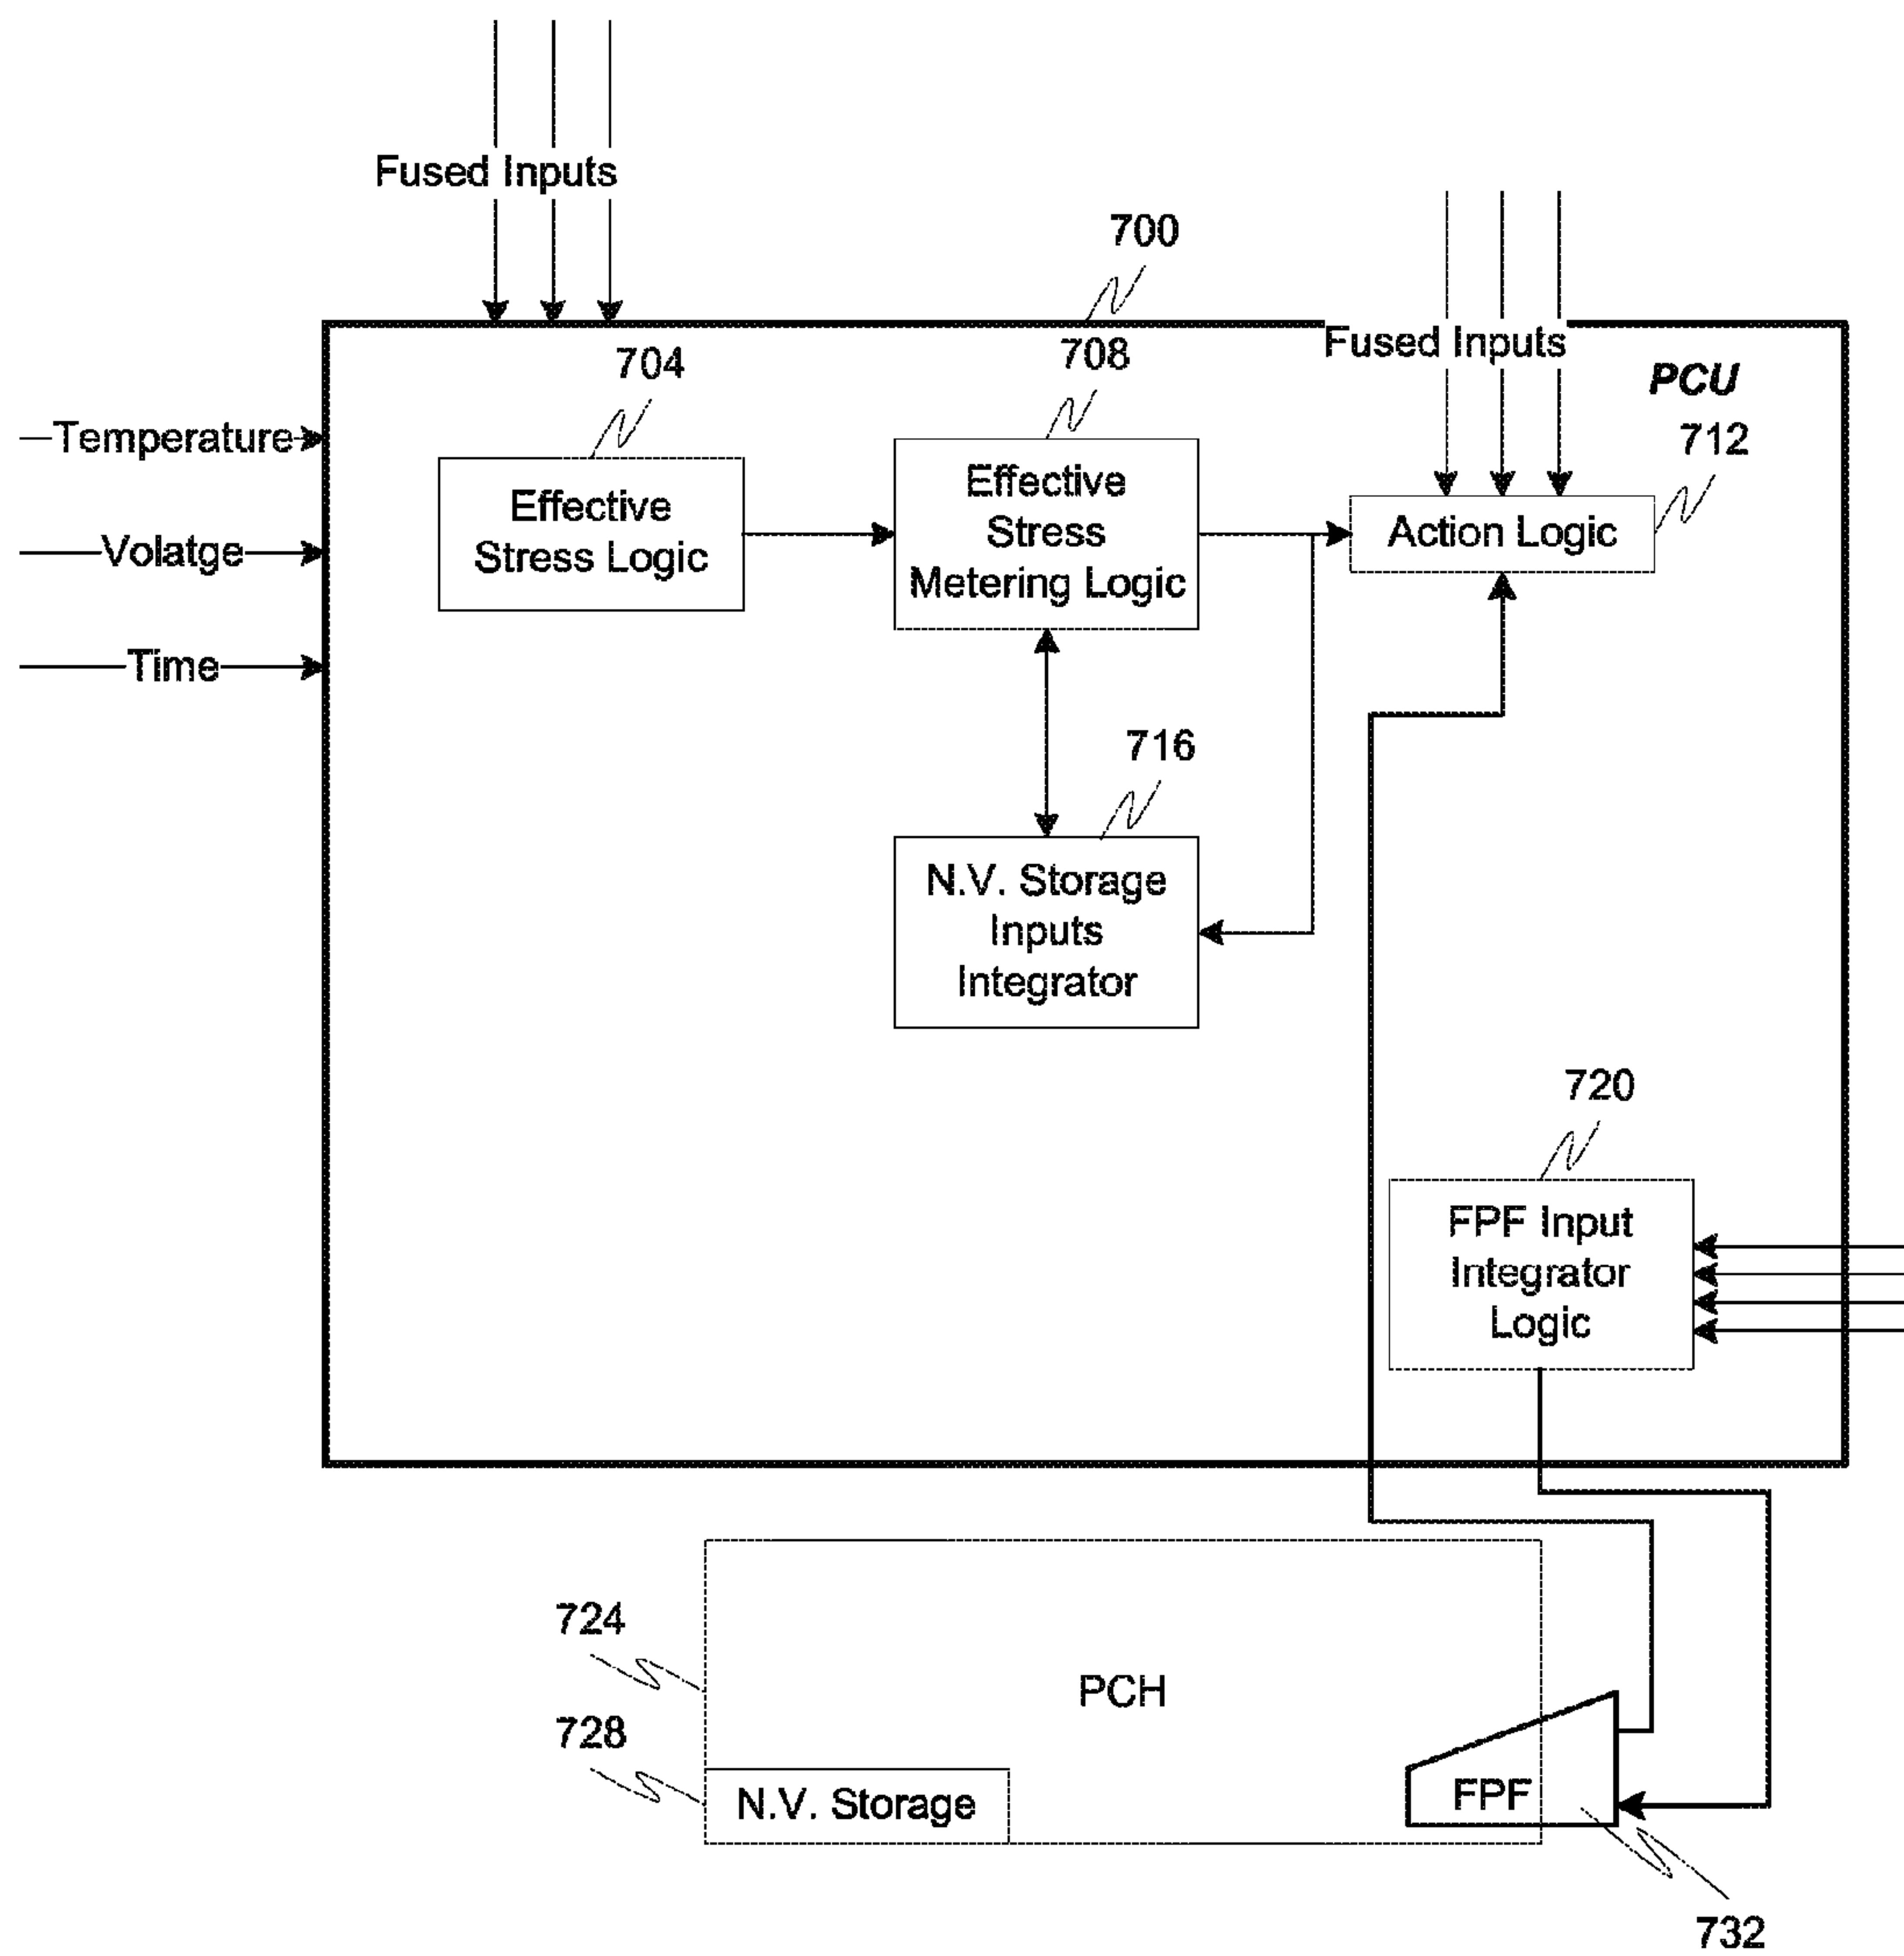 Fused Inputs
700
Fused Inputs
704
708
PCU
712
Temperature
Effective
Stress Logic
Effective
Stress
Metering Logic
Action Logic
Volatge
Time
716
N.V. Storage
Inputs
Integrator
720
FPF Input
Integrator
Logic
724
PCH
728
N.V. Storage
FPF
732